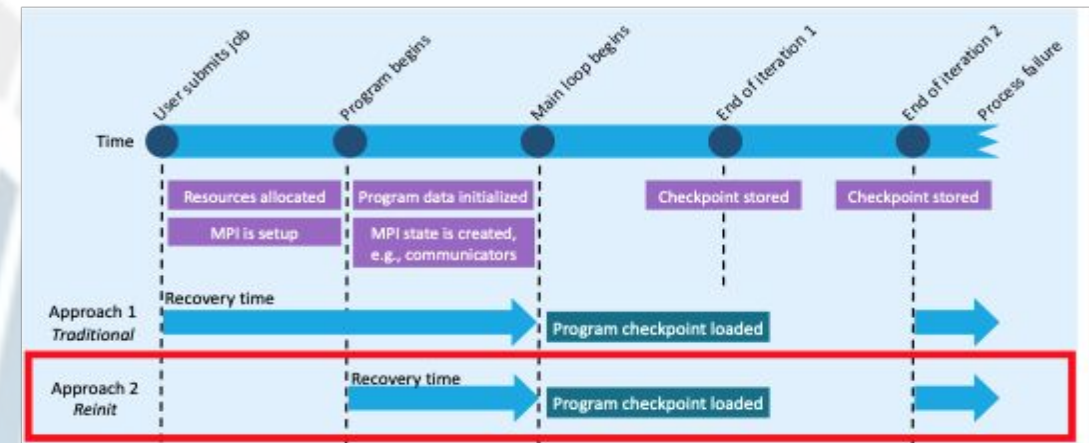 User submits job
Program begins
Main loop begins
End of iteration 1
End of iteration 2
Process failure
Time
Resources allocated
Program data initialized
Checkpoint stored
Checkpoint stored
MPI is setup
MPI state is created,
e.g., communicators
Recovery time
Approach 1
Traditional
Program checkpoint loaded
Recovery time
Approach 2
Reinit
Program checkpoint loaded